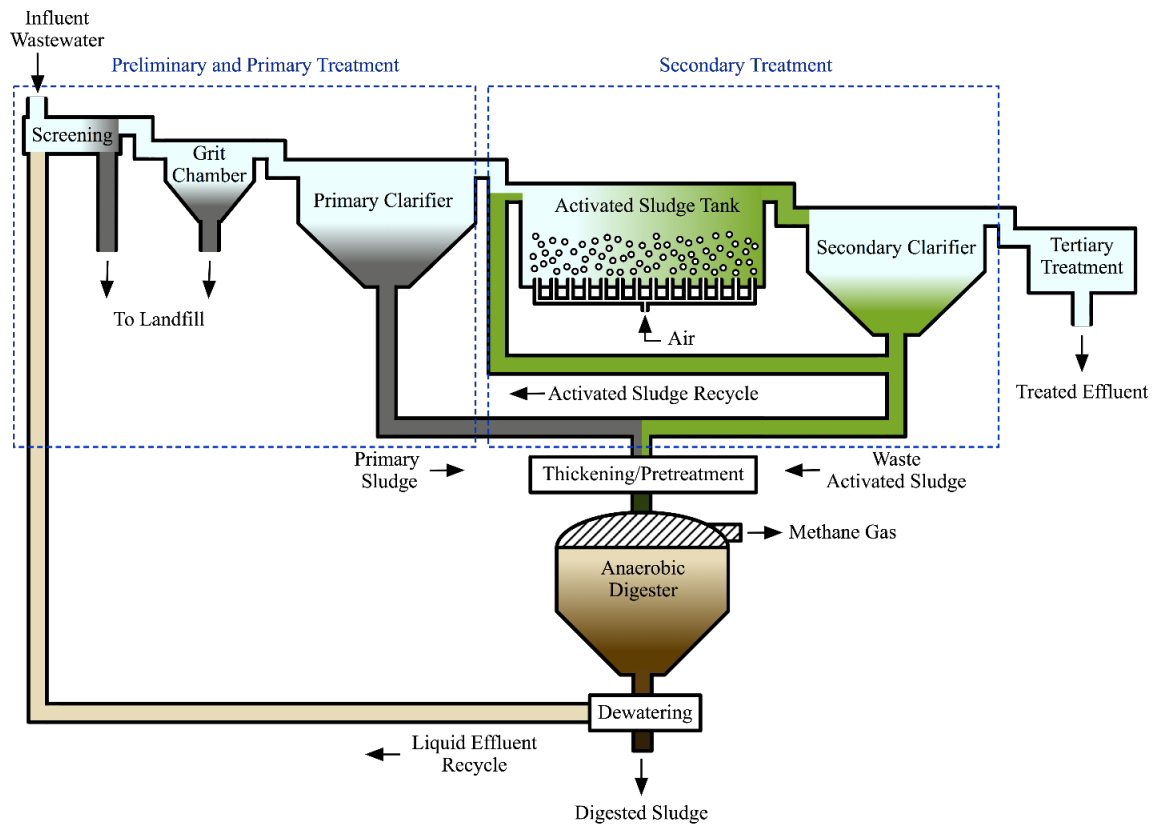 Influent
Wastewater
Preliminary and Primary Treatment
Secondary Treatment
Screening
Grit
Chamber
Primary Clarifier
Activated Sludge Tank
Secondary Clarifier
Tertiary
Treatment
To Landfill
Air
Activated Sludge Recycle
Treated Effluent
Primary
Sludge
Thickening/Pretreatment
Waste
Activated Sludge
Methane Gas
Anaerobic
Digester
Dewatering
Liquid Effluent
Recycle
Digested Sludge